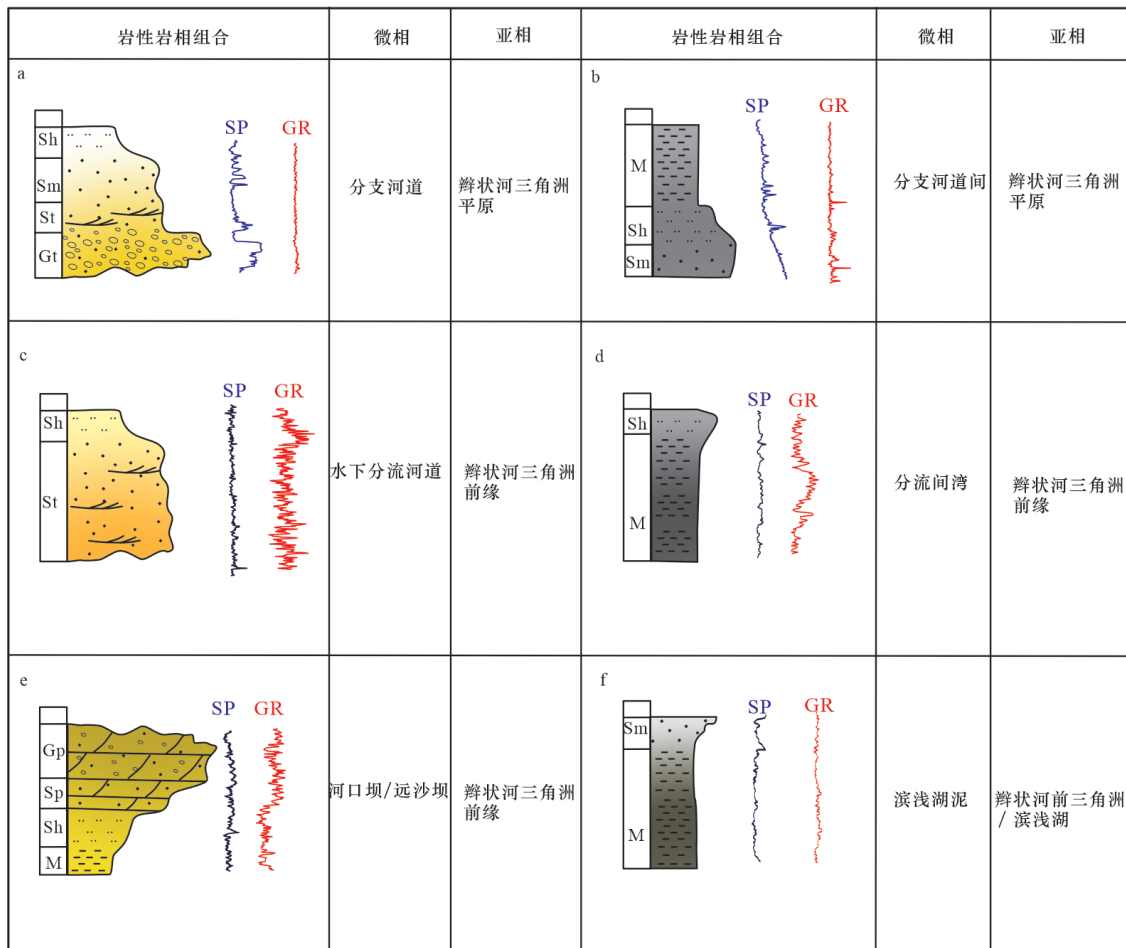 岩性岩相组合
微相
亚相
岩性岩相组合
微相
亚相
a
SP
GR
Sh
Sm
St
Gt
分支河道
辫状河三角洲
平原
b
SP
GR
M
Sh
Sm
分支河道间
辫状河三角洲
平原
c
SP
GR
Sh
St
水下分流河道
辫状河三角洲
前缘
d
SP
GR
Sh
M
分流间湾
辫状河三角洲
前缘
e
SP
GR
Gp
Sp
Sh
M
河口坝/远沙坝
辫状河三角洲
前缘
f
SP
GR
Sm
M
滨浅湖泥
辫状河前三角洲
/ 滨浅湖